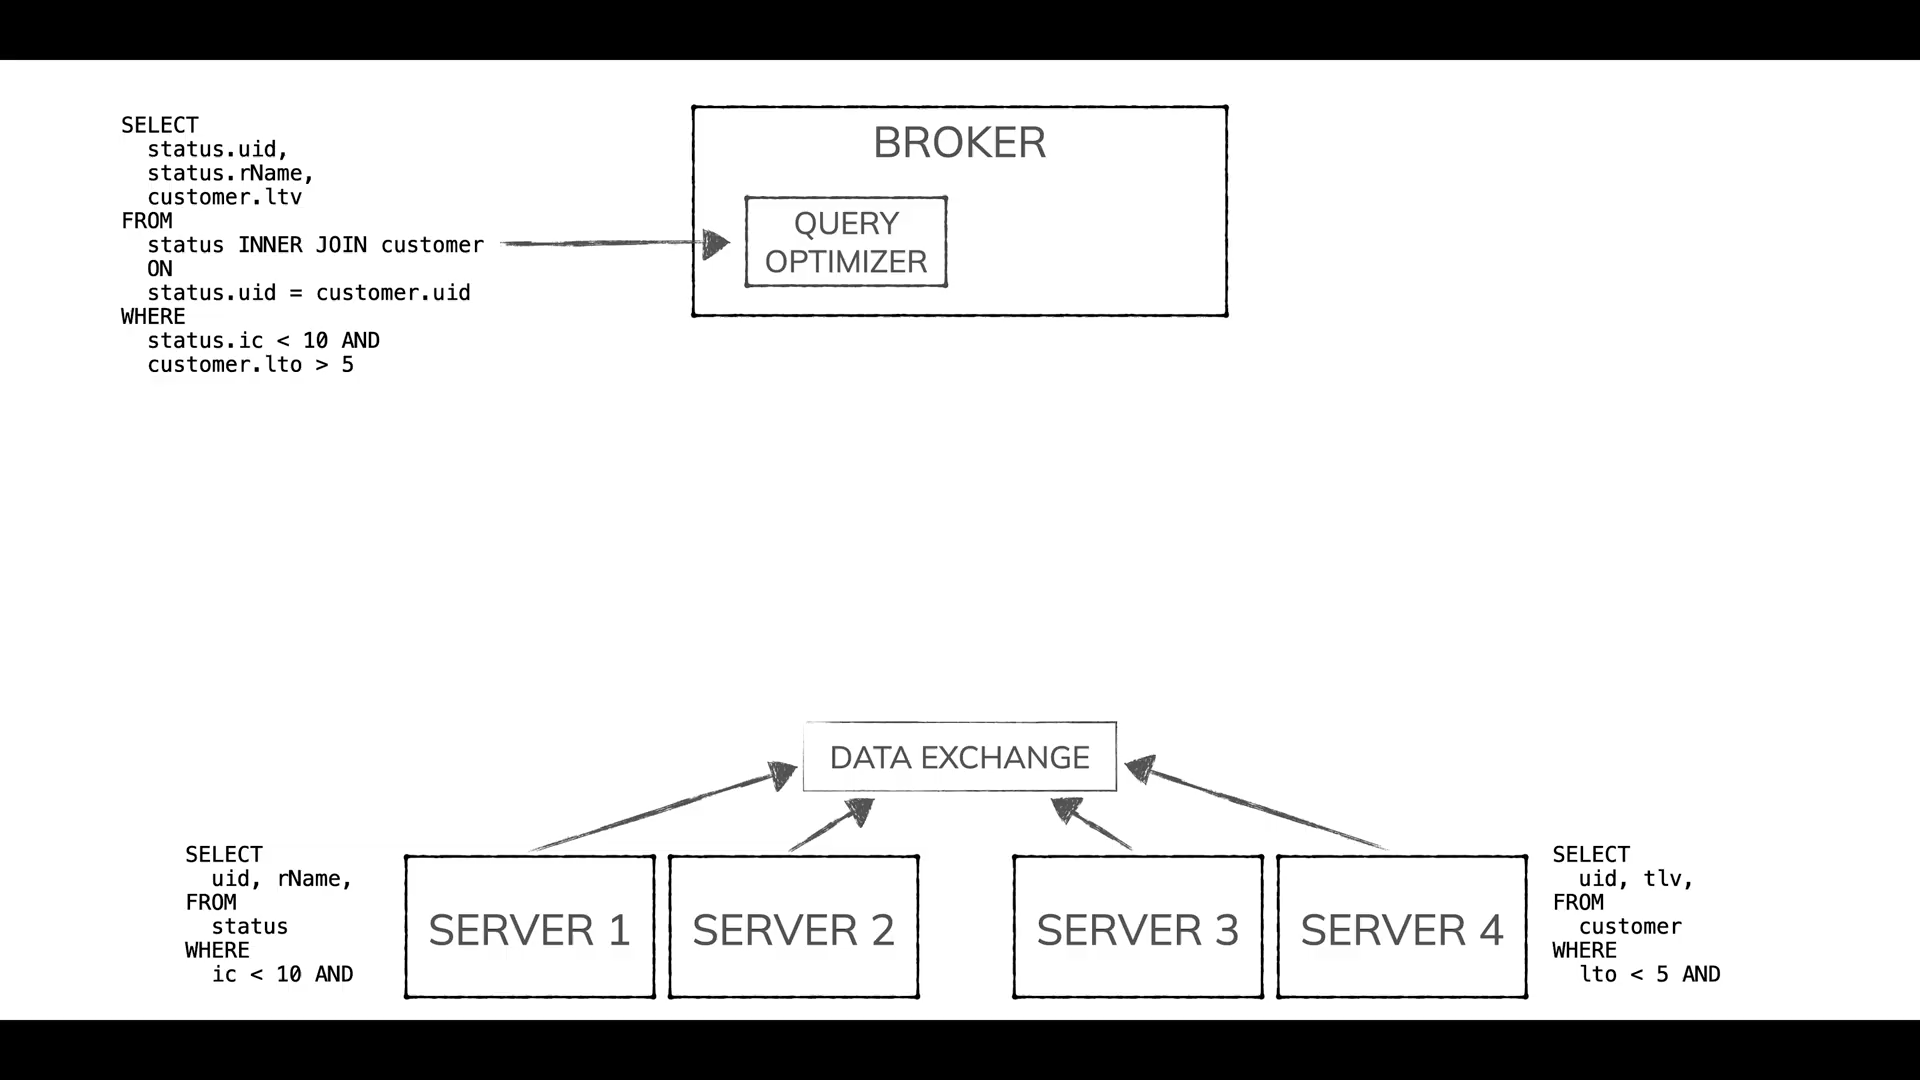 SELECT
status.uid,
status.rName,
customer.ltv
FROM
status INNER JOIN customer
ON
status.uid = customer.uid
WHERE
status.ic < 10 AND
customer.lto > 5
BROKER
QUERY
OPTIMIZER
DATA EXCHANGE
SELECT
uid, rName,
FROM
status
WHERE
ic < 10 AND
SERVER 1
SERVER 2
SERVER 3
SERVER 4
SELECT
uid, tlv,
FROM
customer
WHERE
lto < 5 AND